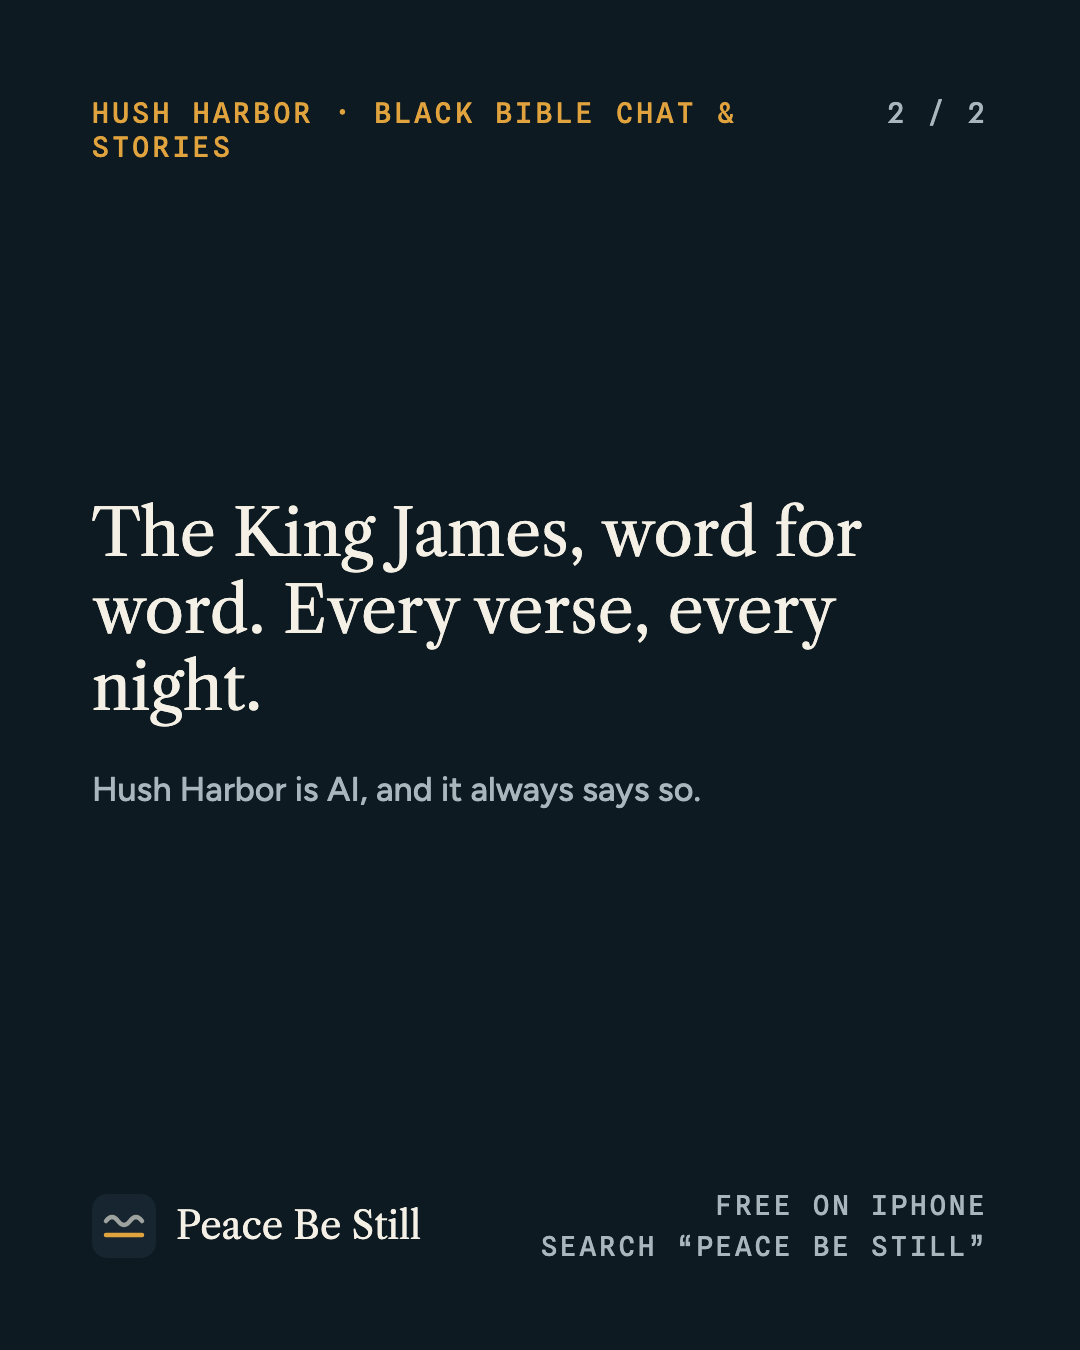 HUSH HARBOR · BLACK BIBLE CHAT &
STORIES
2 / 2
The King James, word for
word. Every verse, every
night.
Hush Harbor is AI, and it always says so.
Peace Be Still
FREE ON IPHONE
SEARCH “PEACE BE STILL”